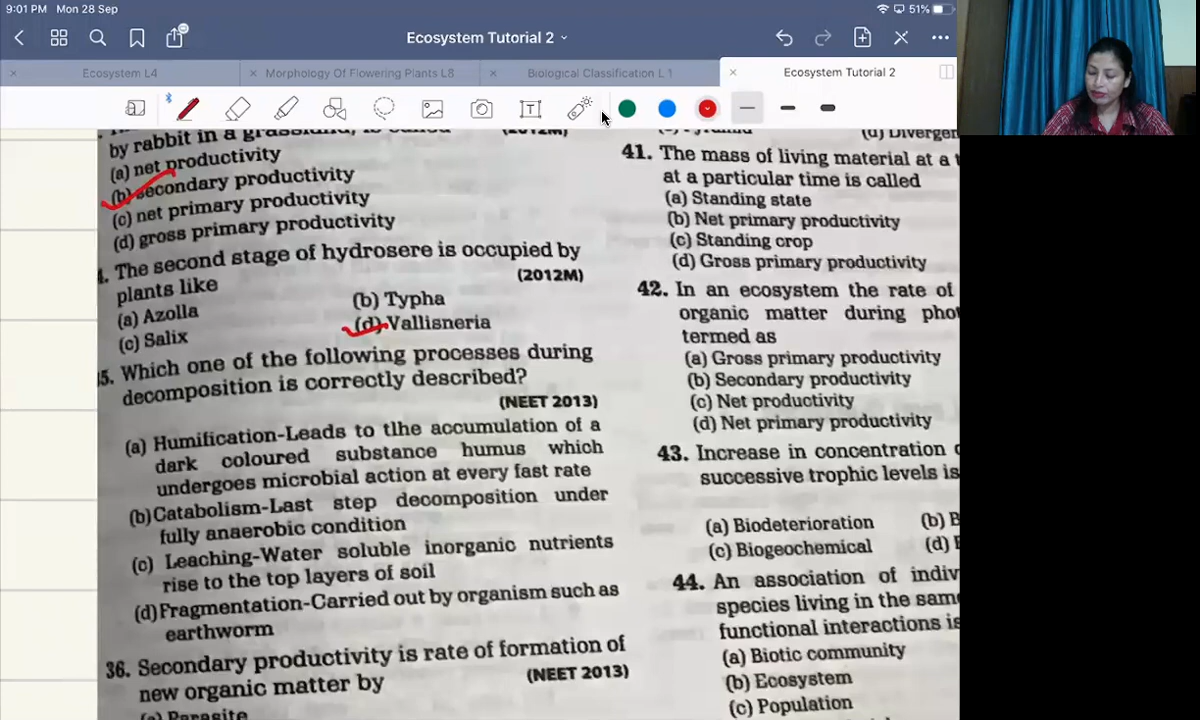 9:01 PM Mon 28 Sep
51%
Ecosystem Tutorial 2
Ecosystem L4
Morphology Of Flowering Plants L8
Biological Classification L 1
Ecosystem Tutorial 2
by rabbit in a grassland, is called (2012M)
(a) net productivity
(b) secondary productivity
(c) net primary productivity
(d) gross primary productivity
4. The second stage of hydrosere is occupied by
plants like (2012M)
(a) Azolla (b) Typha
(c) Salix (d) Vallisneria
35. Which one of the following processes during
decomposition is correctly described?
(NEET 2013)
(a) Humification-Leads to tlhe accumulation of a
dark coloured substance humus which
undergoes microbial action at every fast rate
(b) Catabolism-Last step decomposition under
fully anaerobic condition
(c) Leaching-Water soluble inorganic nutrients
rise to the top layers of soil
(d) Fragmentation-Carried out by organism such as
earthworm
36. Secondary productivity is rate of formation of
new organic matter by (NEET 2013)
(a) Parasite
(d) Divergen
41. The mass of living material at a t
at a particular time is called
(a) Standing state
(b) Net primary productivity
(c) Standing crop
(d) Gross primary productivity
42. In an ecosystem the rate of
organic matter during pho
termed as
(a) Gross primary productivity
(b) Secondary productivity
(c) Net productivity
(d) Net primary productivity
43. Increase in concentration
successive trophic levels is
(a) Biodeterioration (b) B
(c) Biogeochemical (d)
44. An association of indiv
species living in the same
functional interactions is
(a) Biotic community
(b) Ecosystem
(c) Population